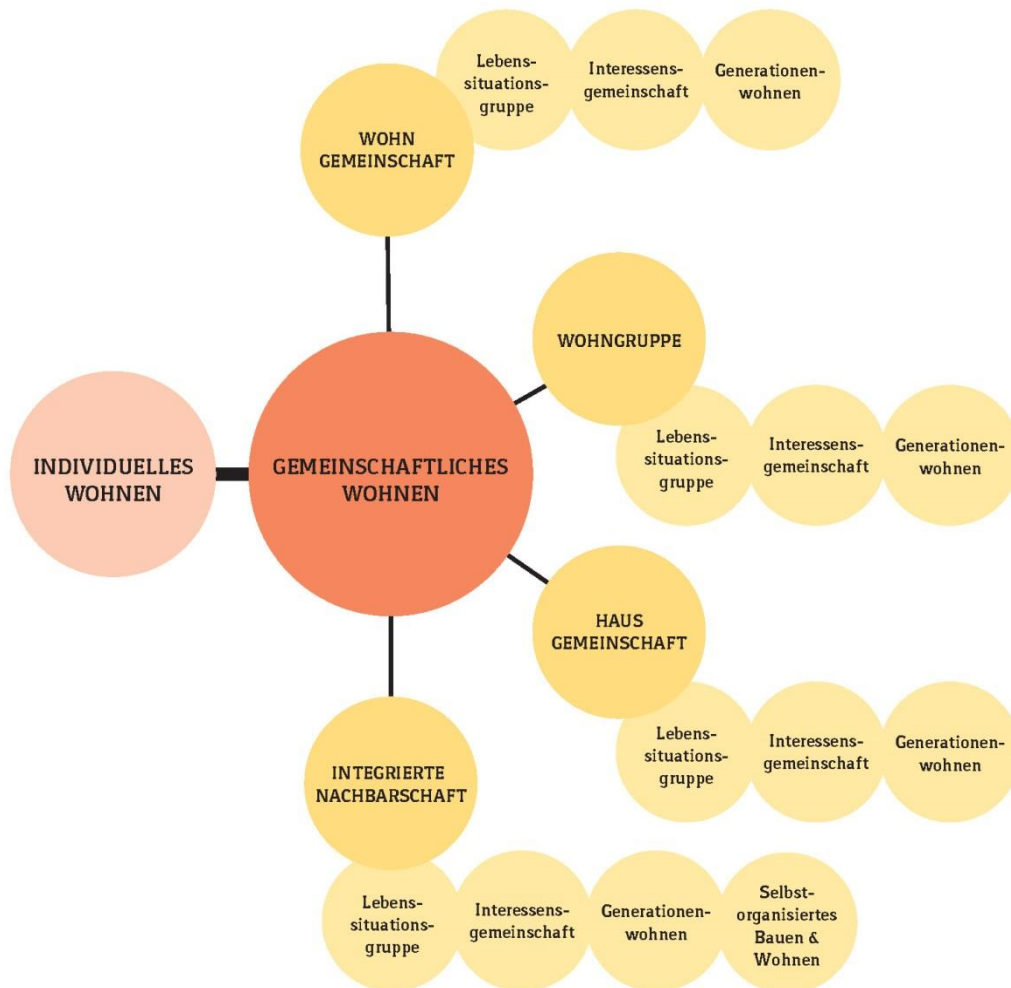 Lebens-
situations-
gruppe
Interessens-
gemeinschaft
Generationen-
wohnen
WOHN
GEMEINSCHAFT
WOHNGRUPPE
Lebens-
situations-
gruppe
Interessens-
gemeinschaft
Generationen-
wohnen
INDIVIDUELLES
WOHNEN
GEMEINSCHAFTLICHES
WOHNEN
HAUS
GEMEINSCHAFT
Lebens-
situations-
gruppe
Interessens-
gemeinschaft
Generationen-
wohnen
INTEGRIERTE
NACHBARSCHAFT
Lebens-
situations-
gruppe
Interessens-
gemeinschaft
Generationen-
wohnen
Selbst-
organisiertes
Bauen &
Wohnen